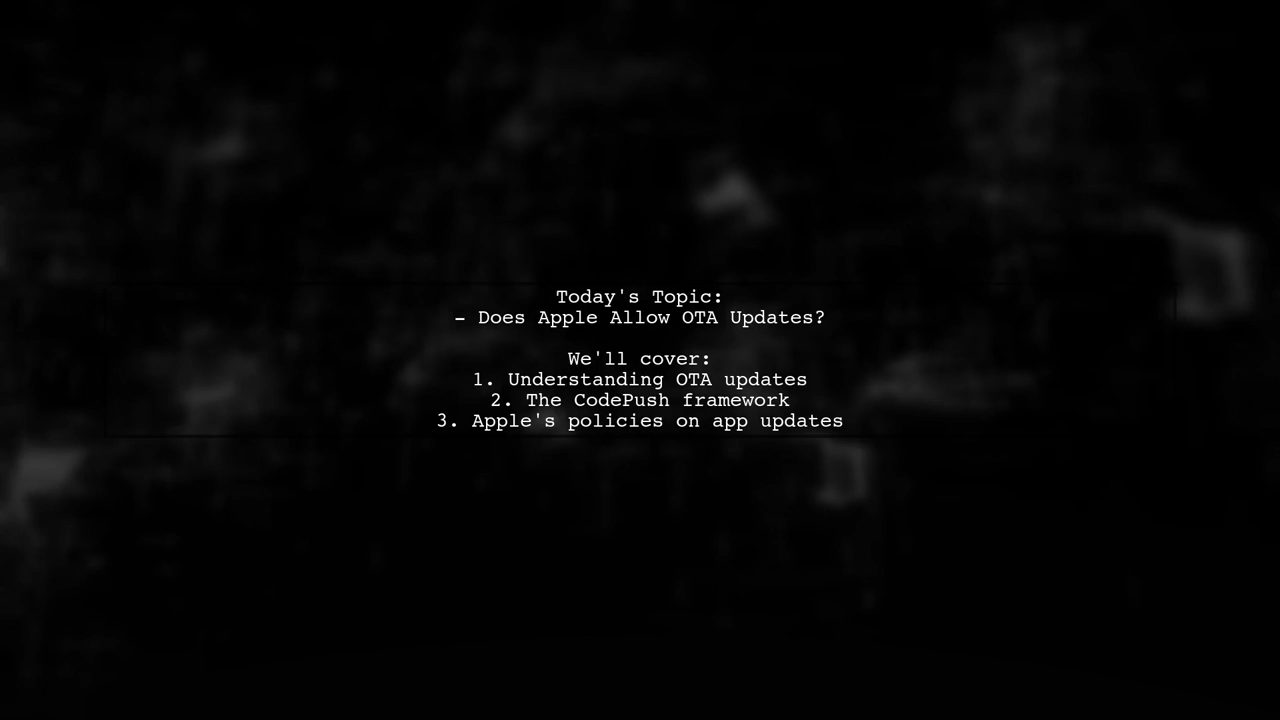 Today's Topic:
- Does Apple Allow OTA Updates?
We'll cover:
1. Understanding OTA updates
2. The CodePush framework
3. Apple's policies on app updates